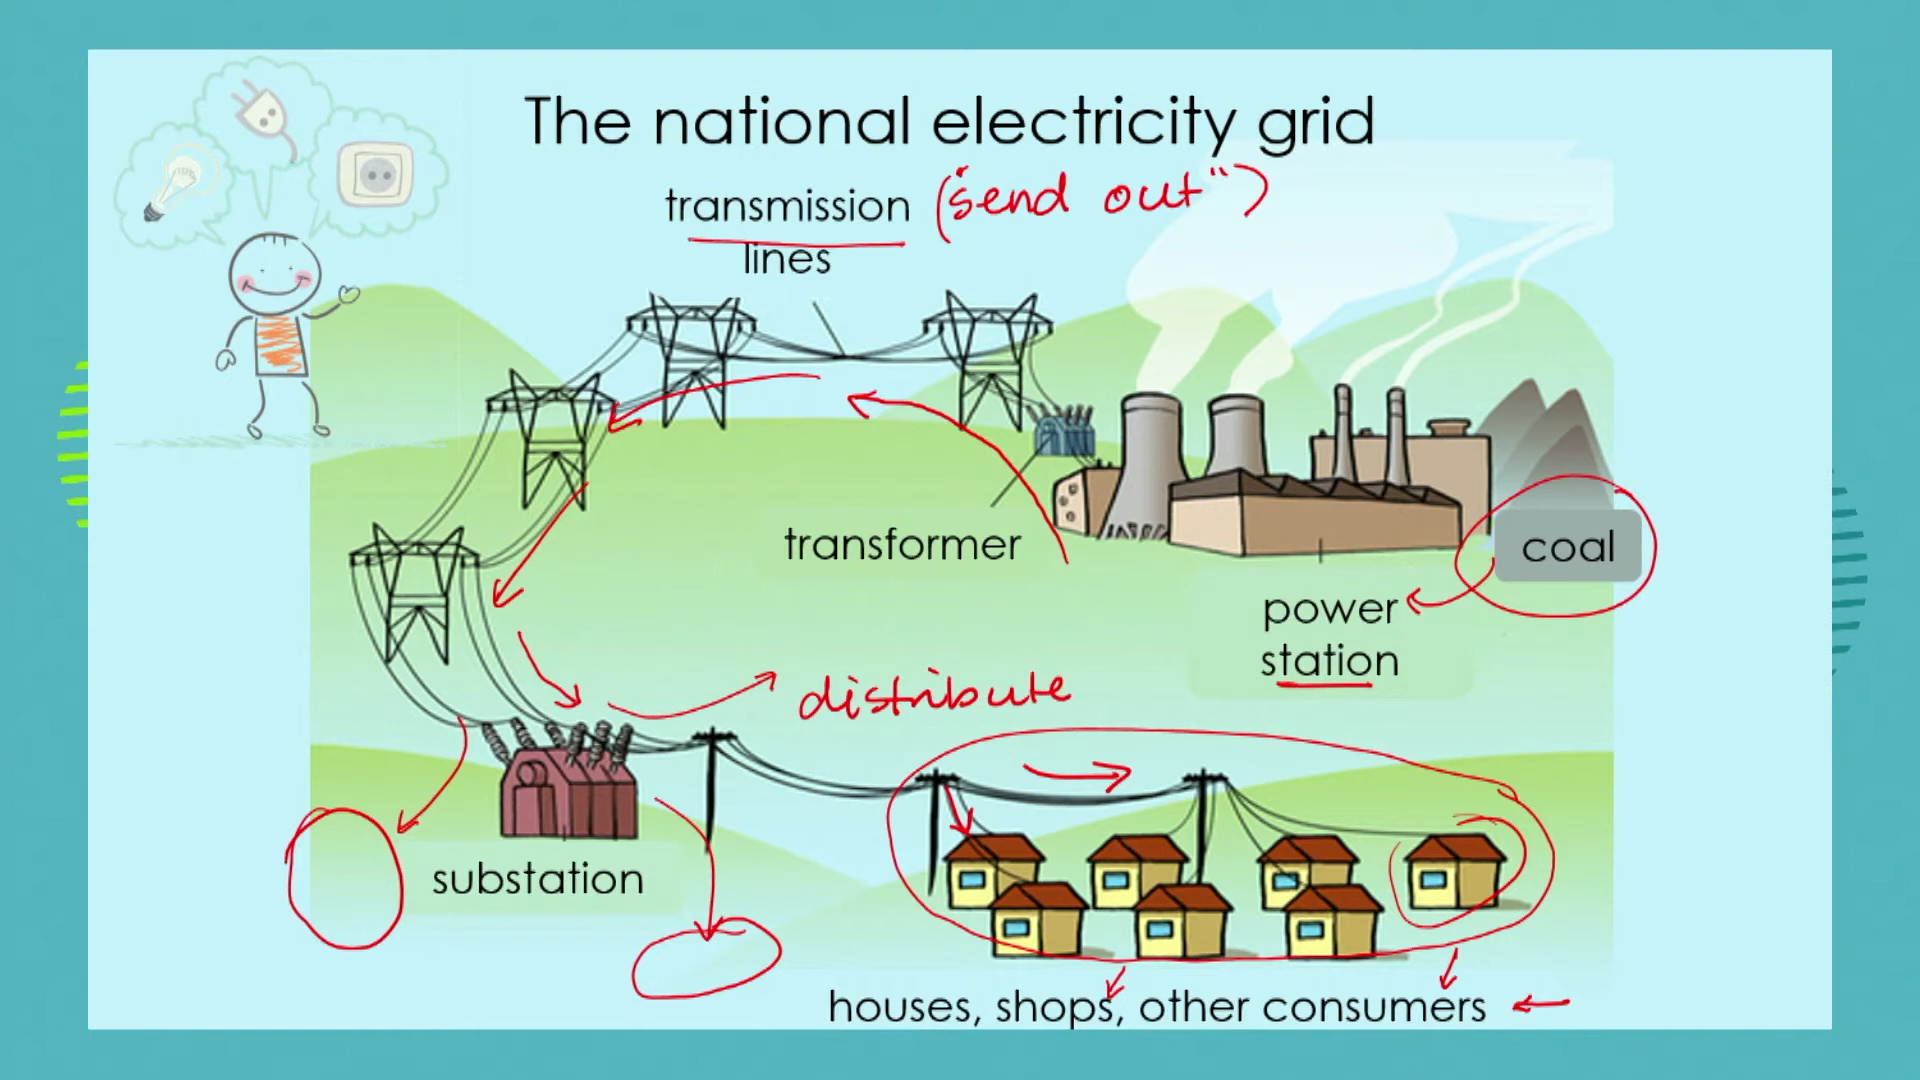 The national electricity grid
transmission ("send out")
lines
transformer
coal
power
station
distribute
substation
houses, shops, other consumers